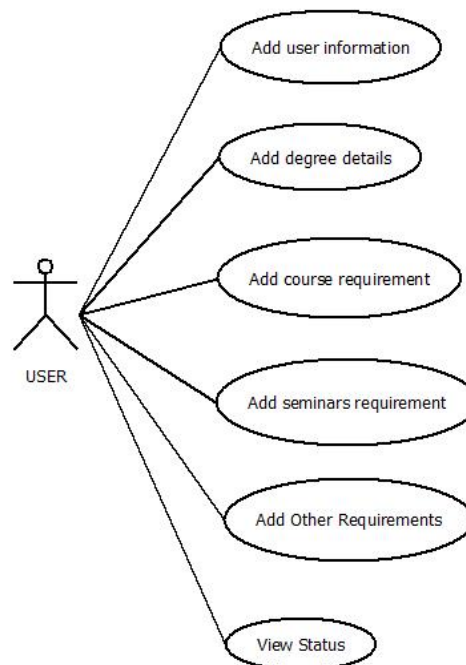 Add user information
Add degree details
Add course requirement
USER
Add seminars requirement
Add Other Requirements
View Status